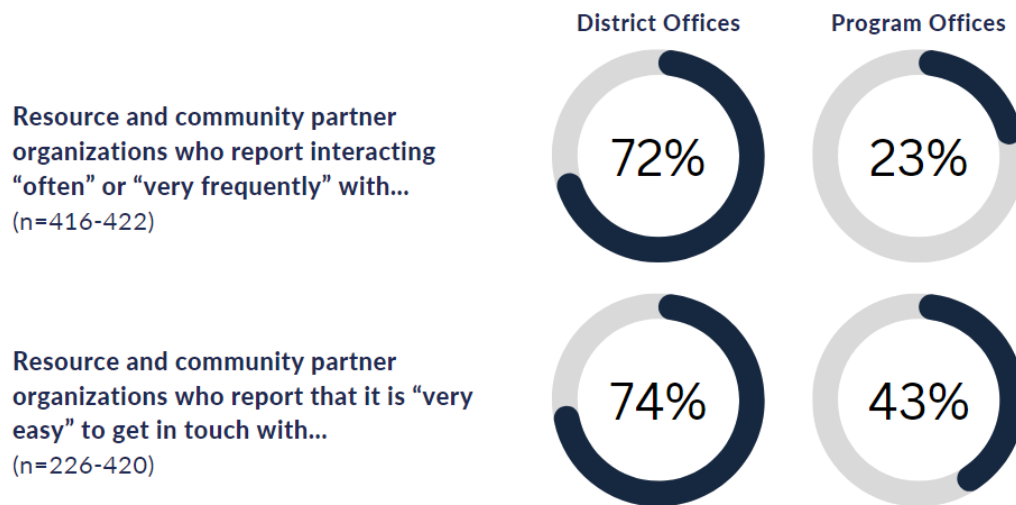 District Offices
Program Offices
Resource and community partner
organizations who report interacting
“often” or “very frequently” with...
(n=416-422)
72%
23%
Resource and community partner
organizations who report that it is “very
easy” to get in touch with...
(n=226-420)
74%
43%